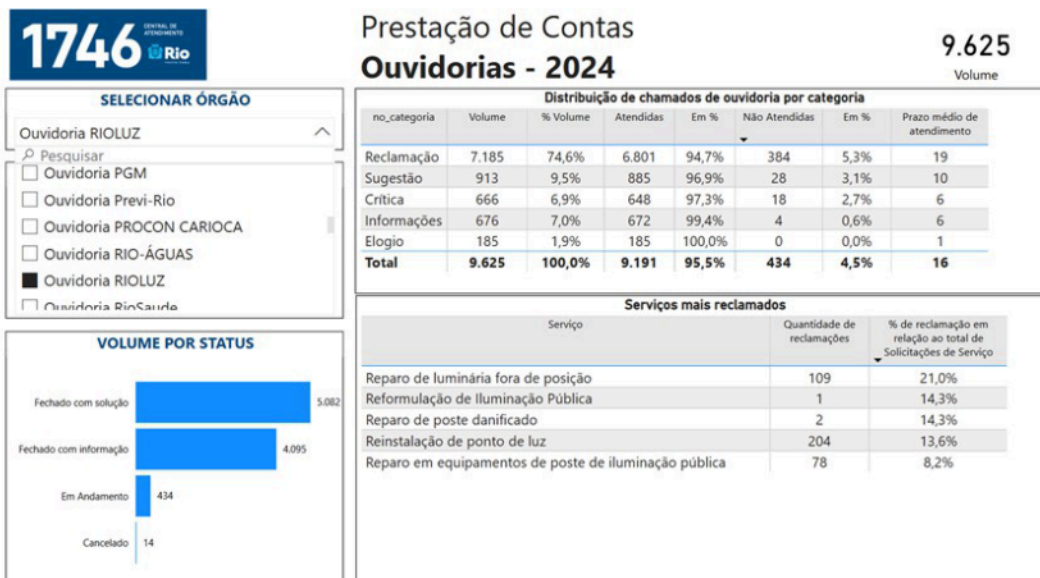 1746
CENTRAL DE
ATENDIMENTO
Rio
Prestação de Contas
Ouvidorias - 2024
9.625
Volume
SELECIONAR ÓRGÃO
Ouvidoria RIOLUZ
Pesquisar
Ouvidoria PGM
Ouvidoria Previ-Rio
Ouvidoria PROCON CARIOCA
Ouvidoria RIO-ÁGUAS
Ouvidoria RIOLUZ
Ouvidoria RioSaude
Distribuição de chamados de ouvidoria por categoria
no_categoria Volume % Volume Atendidas Em % Não Atendidas Em % Prazo médio de
atendimento
Reclamação 7.185 74,6% 6.801 94,7% 384 5,3% 19
Sugestão 913 9,5% 885 96,9% 28 3,1% 10
Crítica 666 6,9% 648 97,3% 18 2,7% 6
Informações 676 7,0% 672 99,4% 4 0,6% 6
Elogio 185 1,9% 185 100,0% 0 0,0% 1
Total 9.625 100,0% 9.191 95,5% 434 4,5% 16
VOLUME POR STATUS
Fechado com solução 5.082
Fechado com informação 4.095
Em Andamento 434
Cancelado 14
Serviços mais reclamados
Serviço Quantidade de
reclamações % de reclamação em
relação ao total de
Solicitações de Serviço
Reparo de luminária fora de posição 109 21,0%
Reformulação de Iluminação Pública 1 14,3%
Reparo de poste danificado 2 14,3%
Reinstalação de ponto de luz 204 13,6%
Reparo em equipamentos de poste de iluminação pública 78 8,2%